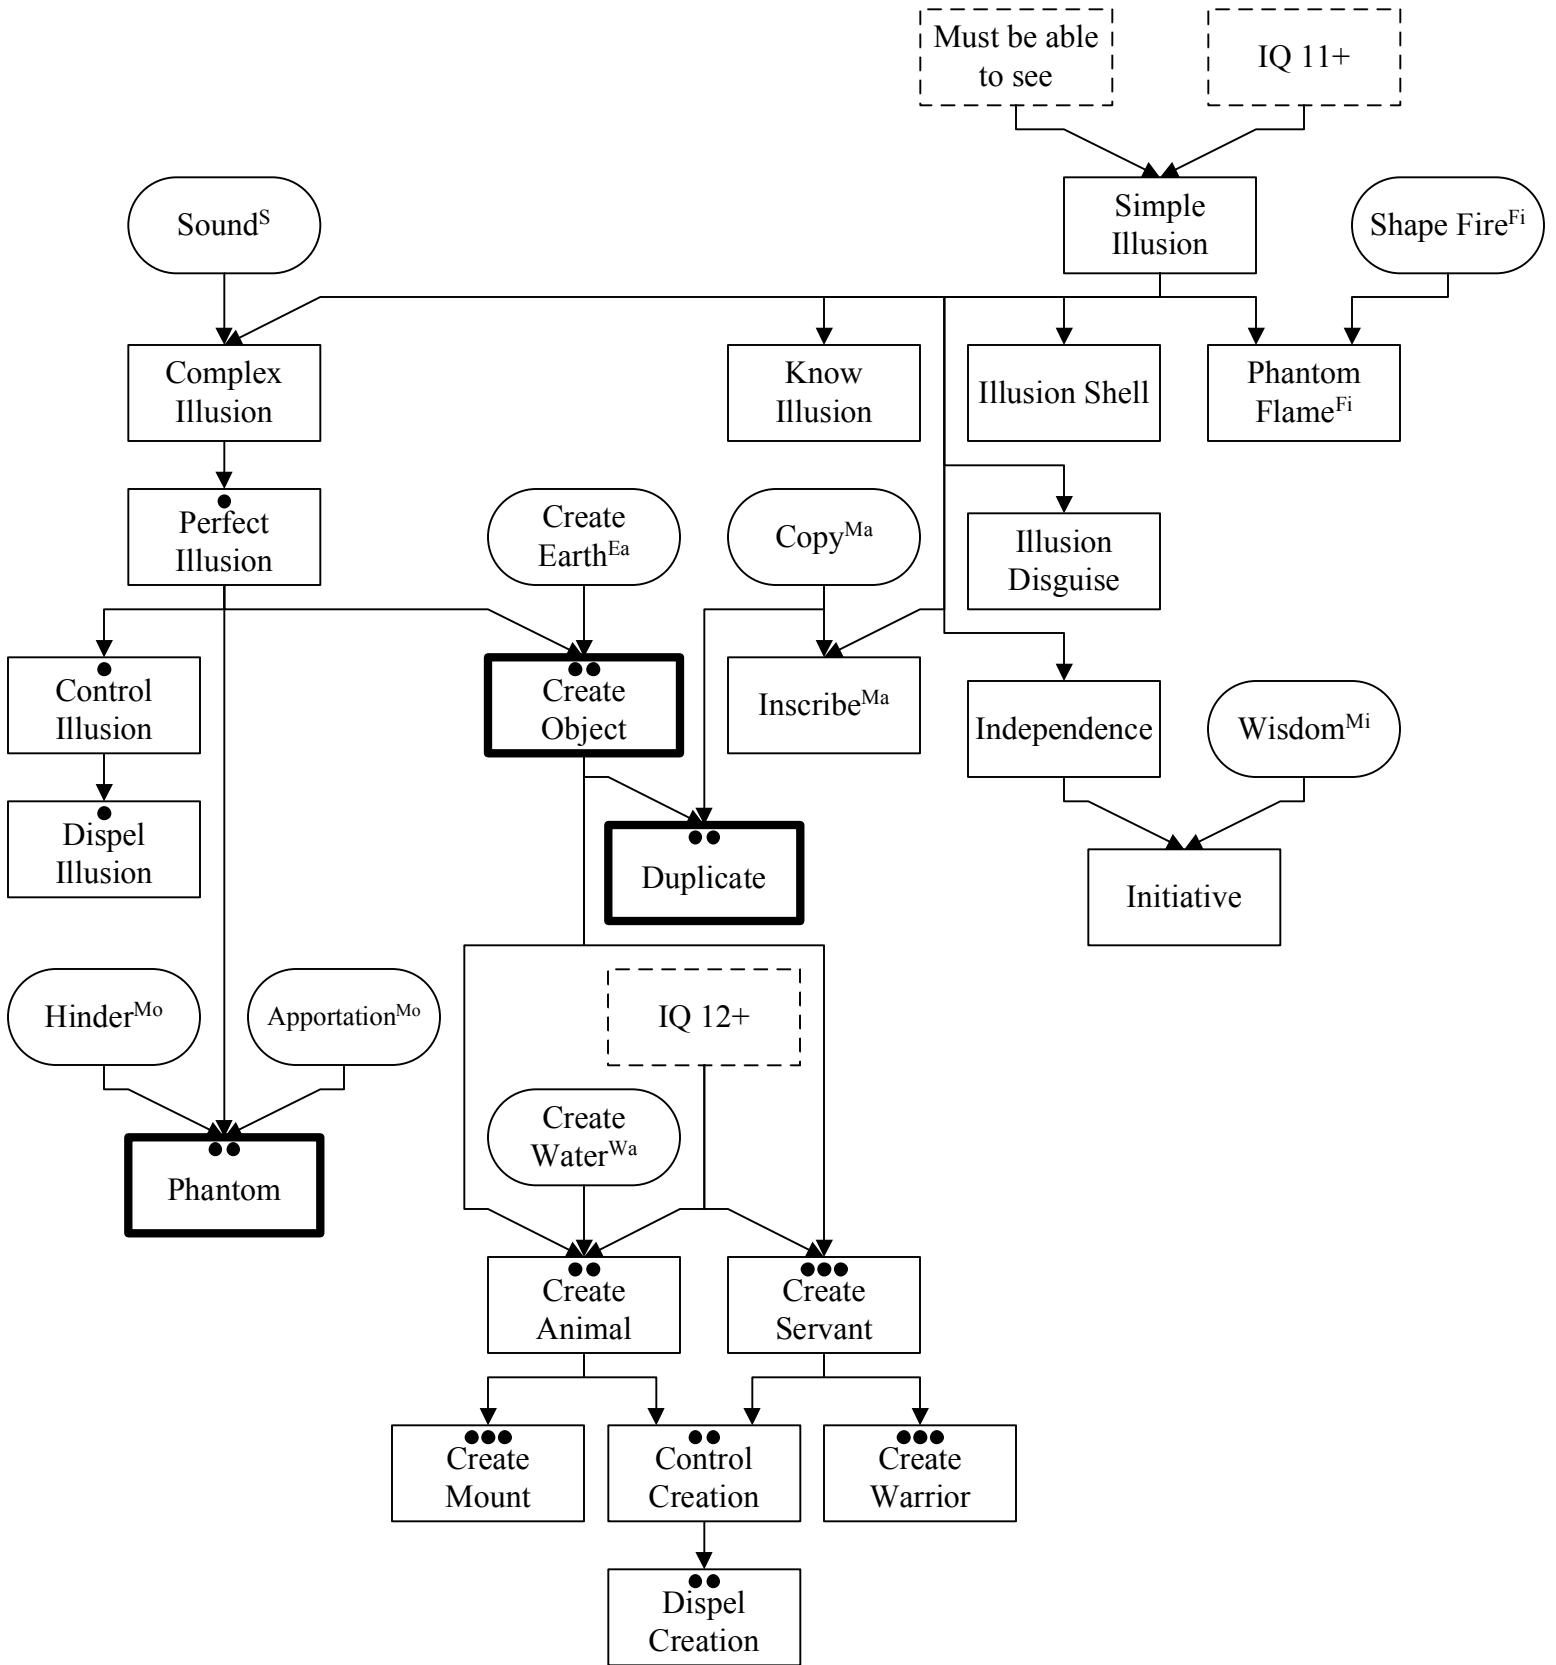 Must be able
to see
IQ 11+
Sound^S
Simple
Illusion
Shape Fire^Fi
Complex
Illusion
Know
Illusion
Illusion Shell
Phantom
Flame^Fi
Perfect
Illusion
Create
Earth^Ea
Copy^Ma
Illusion
Disguise
Control
Illusion
Create
Object
Inscribe^Ma
Independence
Wisdom^Mi
Dispel
Illusion
Duplicate
Initiative
Hinder^Mo
Apportation^Mo
IQ 12+
Create
Water^Wa
Phantom
Create
Animal
Create
Servant
Create
Mount
Control
Creation
Create
Warrior
Dispel
Creation